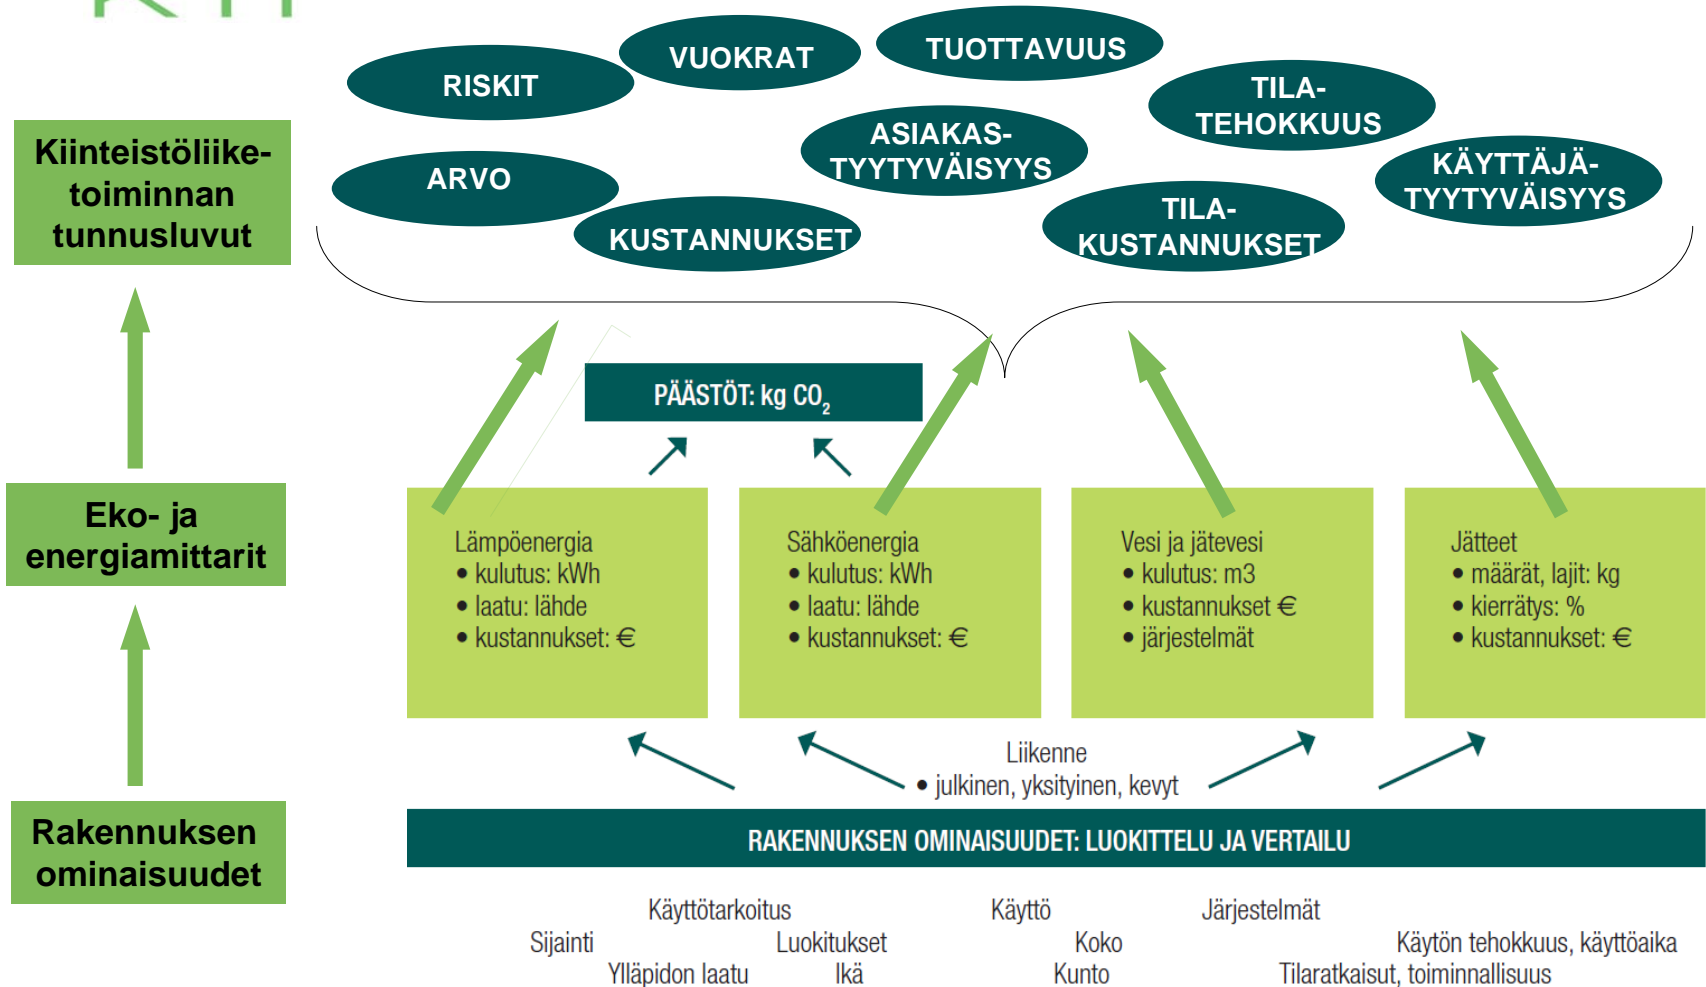 RISKIT
VUOKRAT
TUOTTAVUUS
TILA-
TEHOKKUUS
ARVO
ASIAKAS-
TYYTYVÄISYYS
KÄYTTÄJÄ-
TYYTYVÄISYYS
KUSTANNUKSET
TILA-
KUSTANNUKSET
Kiinteistöliike-
toiminnan
tunnusluvut
PÄÄSTÖT: kg CO₂
Eko- ja
energiamittarit
Lämpöenergia
• kulutus: kWh
• laatu: lähde
• kustannukset: €
Sähköenergia
• kulutus: kWh
• laatu: lähde
• kustannukset: €
Vesi ja jätevesi
• kulutus: m3
• kustannukset €
• järjestelmät
Jätteet
• määrät, lajit: kg
• kierrätys: %
• kustannukset: €
Liikenne
• julkinen, yksityinen, kevyt
Rakennuksen
ominaisuudet
RAKENNUKSEN OMINAISUUDET: LUOKITTELU JA VERTAILU
Käyttötarkoitus Käyttö Järjestelmät
Sijainti Luokitukset Koko Käytön tehokkuus, käyttöaika
Ylläpidon laatu Ikä Kunto Tilaratkaisut, toiminnallisuus